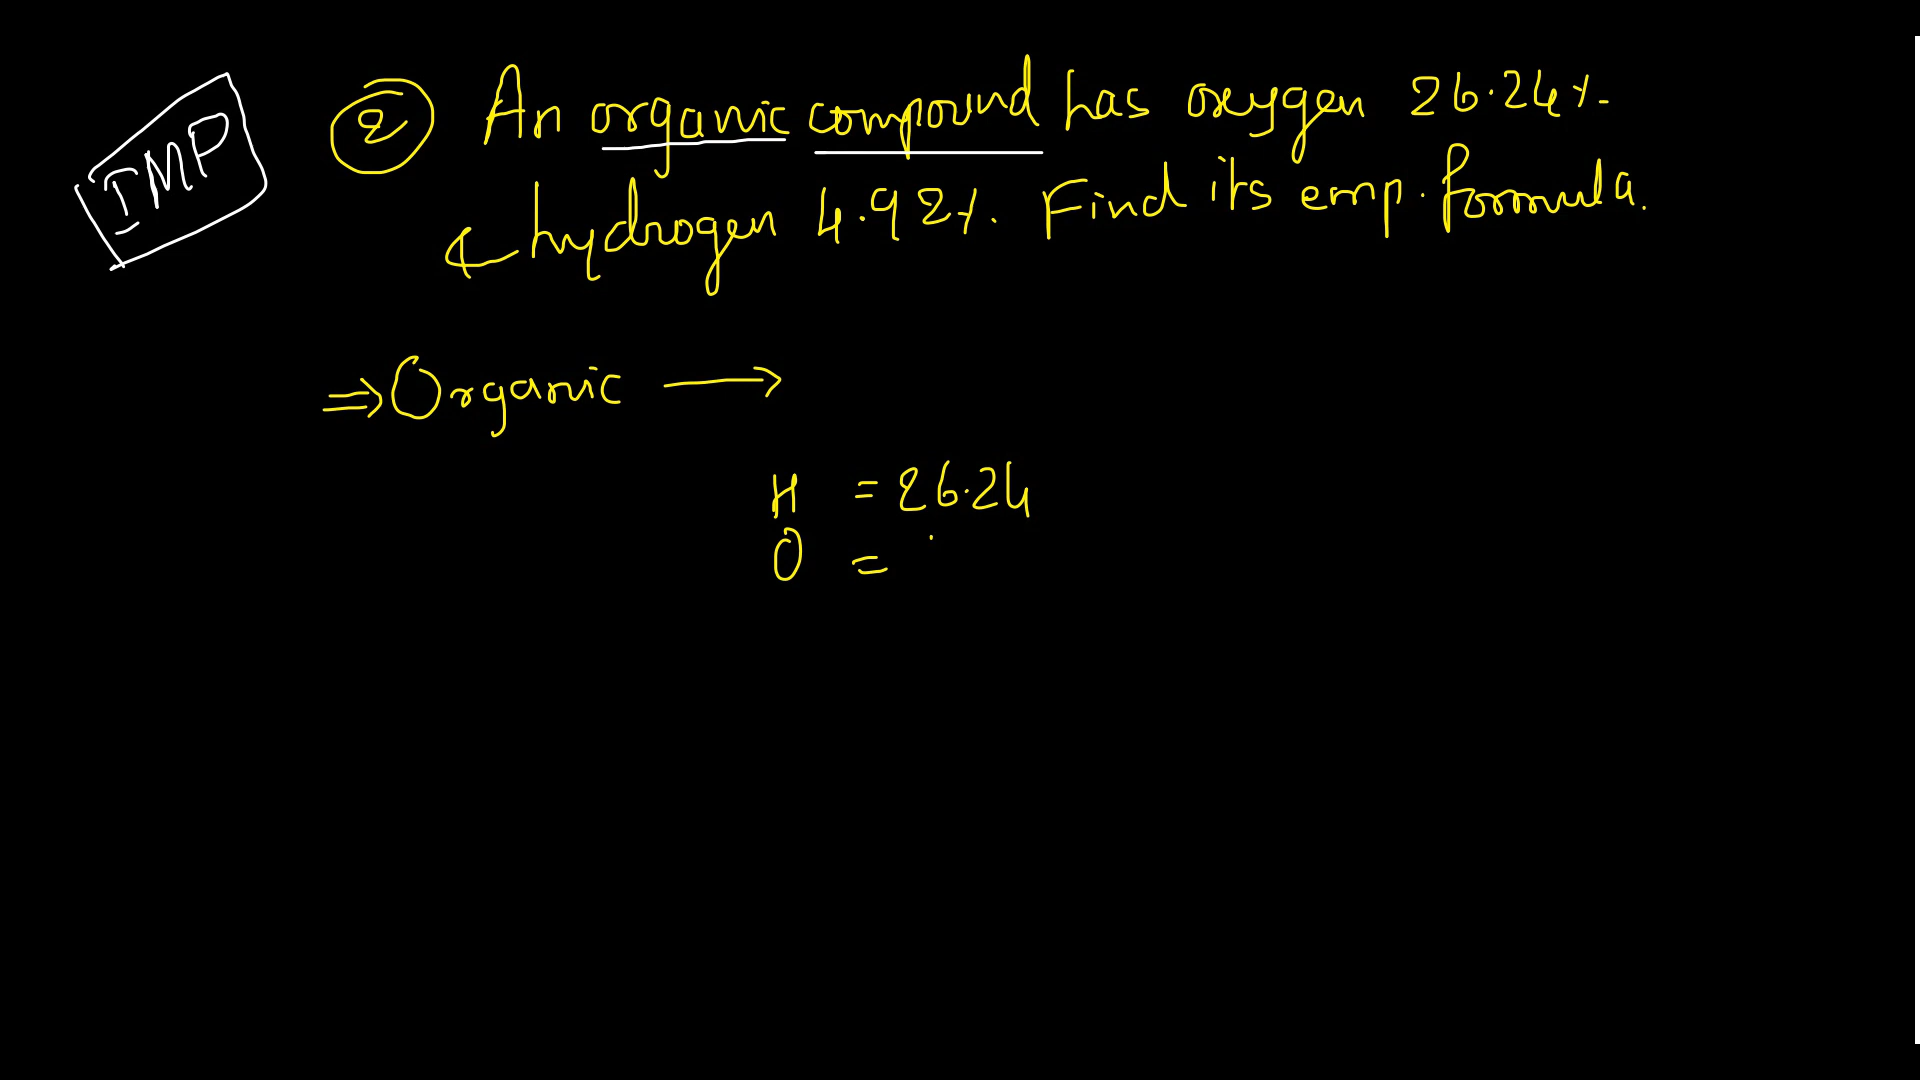 IMP
② An organic compound has oxygen 26.24%.
& hydrogen 4.92%. Find its emp. formula.
⇒ Organic ⟶
H = 26.24
O =